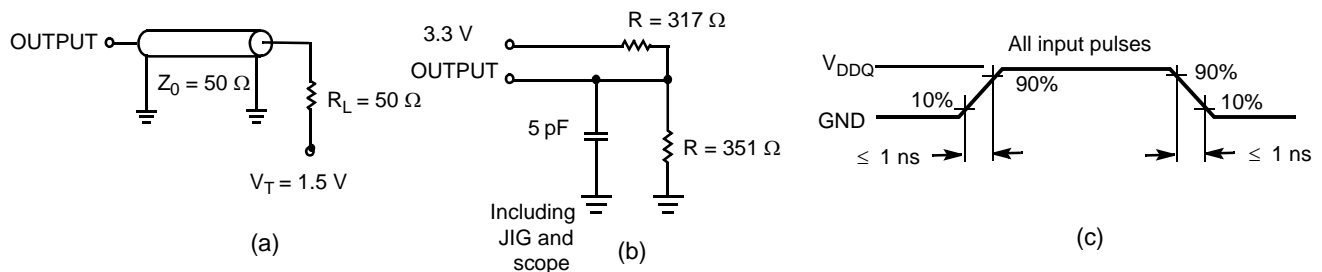 OUTPUT
Z0 = 50 Ω
RL = 50 Ω
VT = 1.5 V
(a)
R = 317 Ω
3.3 V
OUTPUT
5 pF
R = 351 Ω
Including
JIG and
scope
(b)
All input pulses
VDDQ
90%
90%
10%
10%
GND
≤ 1 ns
≤ 1 ns
(c)